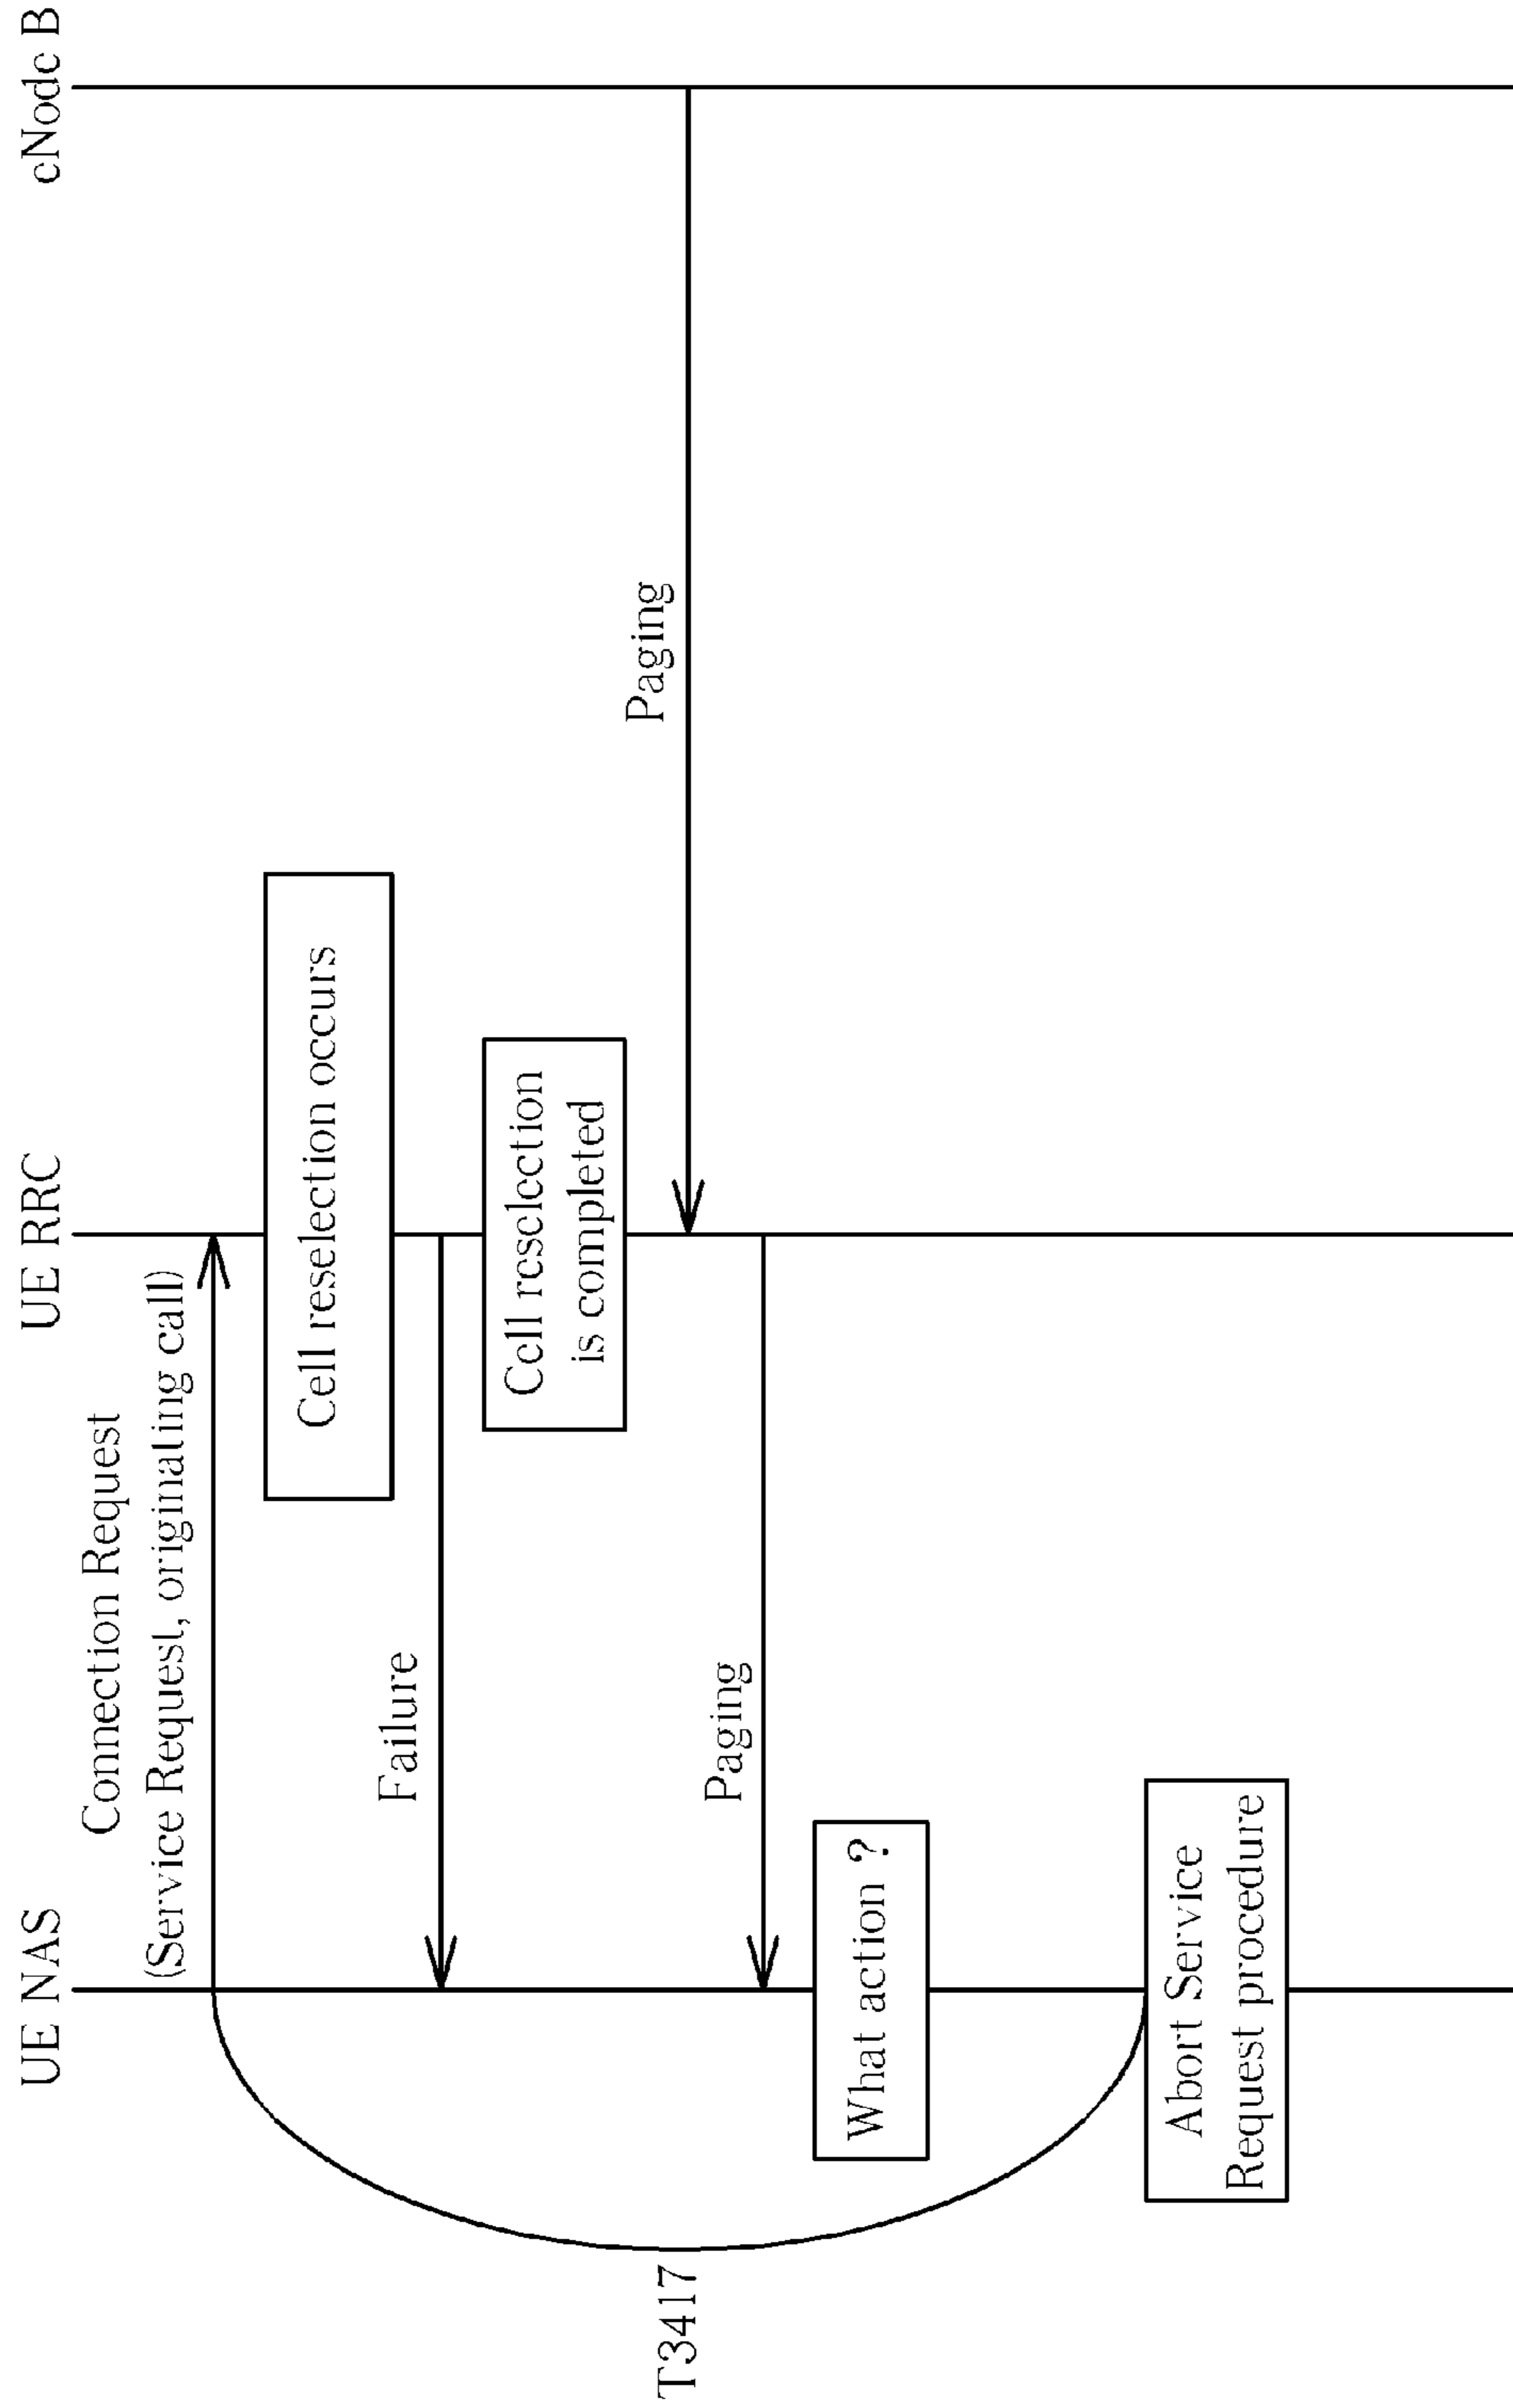 UE NAS
UE RRC
eNode B
Connection Request
(Service Request, originating call)
Cell reselection occurs
Failure
Cell reselection
is completed
Paging
Paging
What action ?
T3417
Abort Service
Request procedure